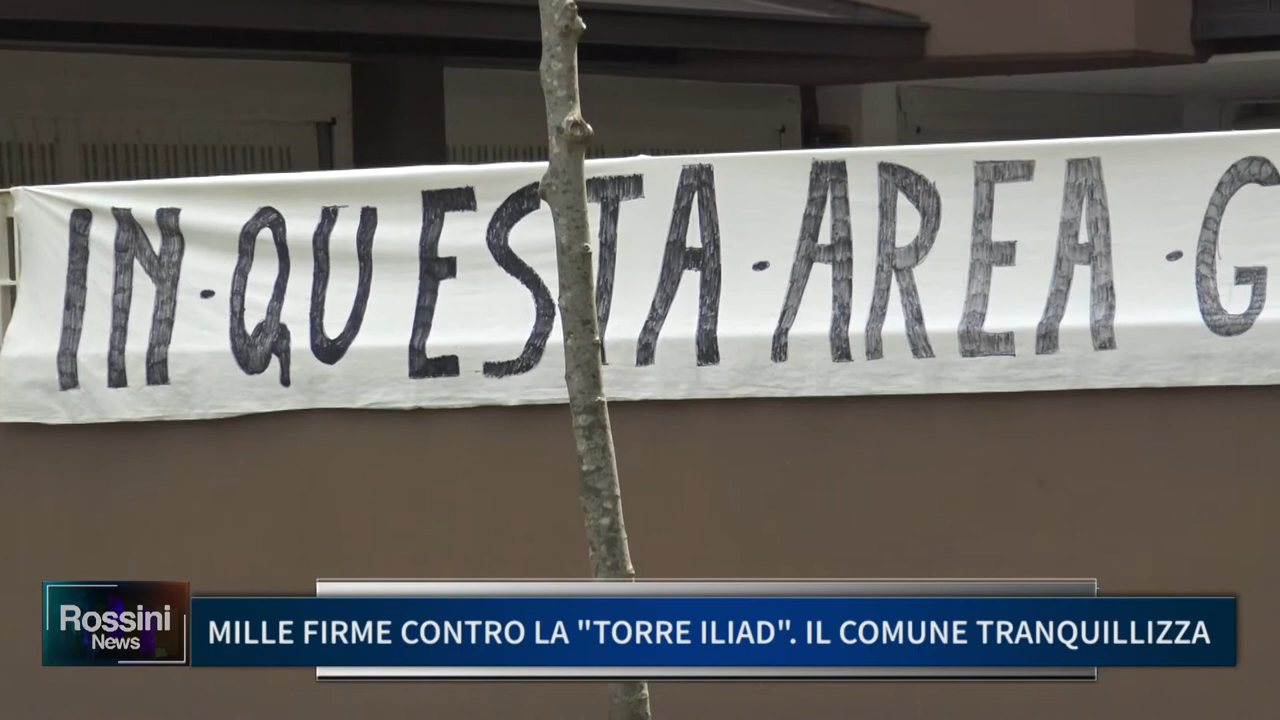 IN·QUESTA·AREA·G
Rossini
News
MILLE FIRME CONTRO LA "TORRE ILIAD". IL COMUNE TRANQUILLIZZA